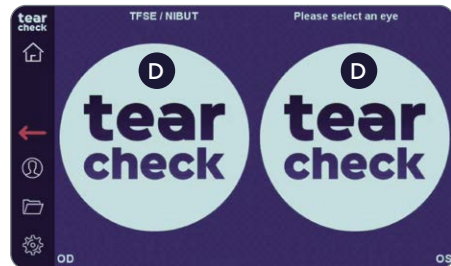 tear
check
TFSE / NIBUT
Please select an eye
D
tear
check
D
tear
check
OD
OS